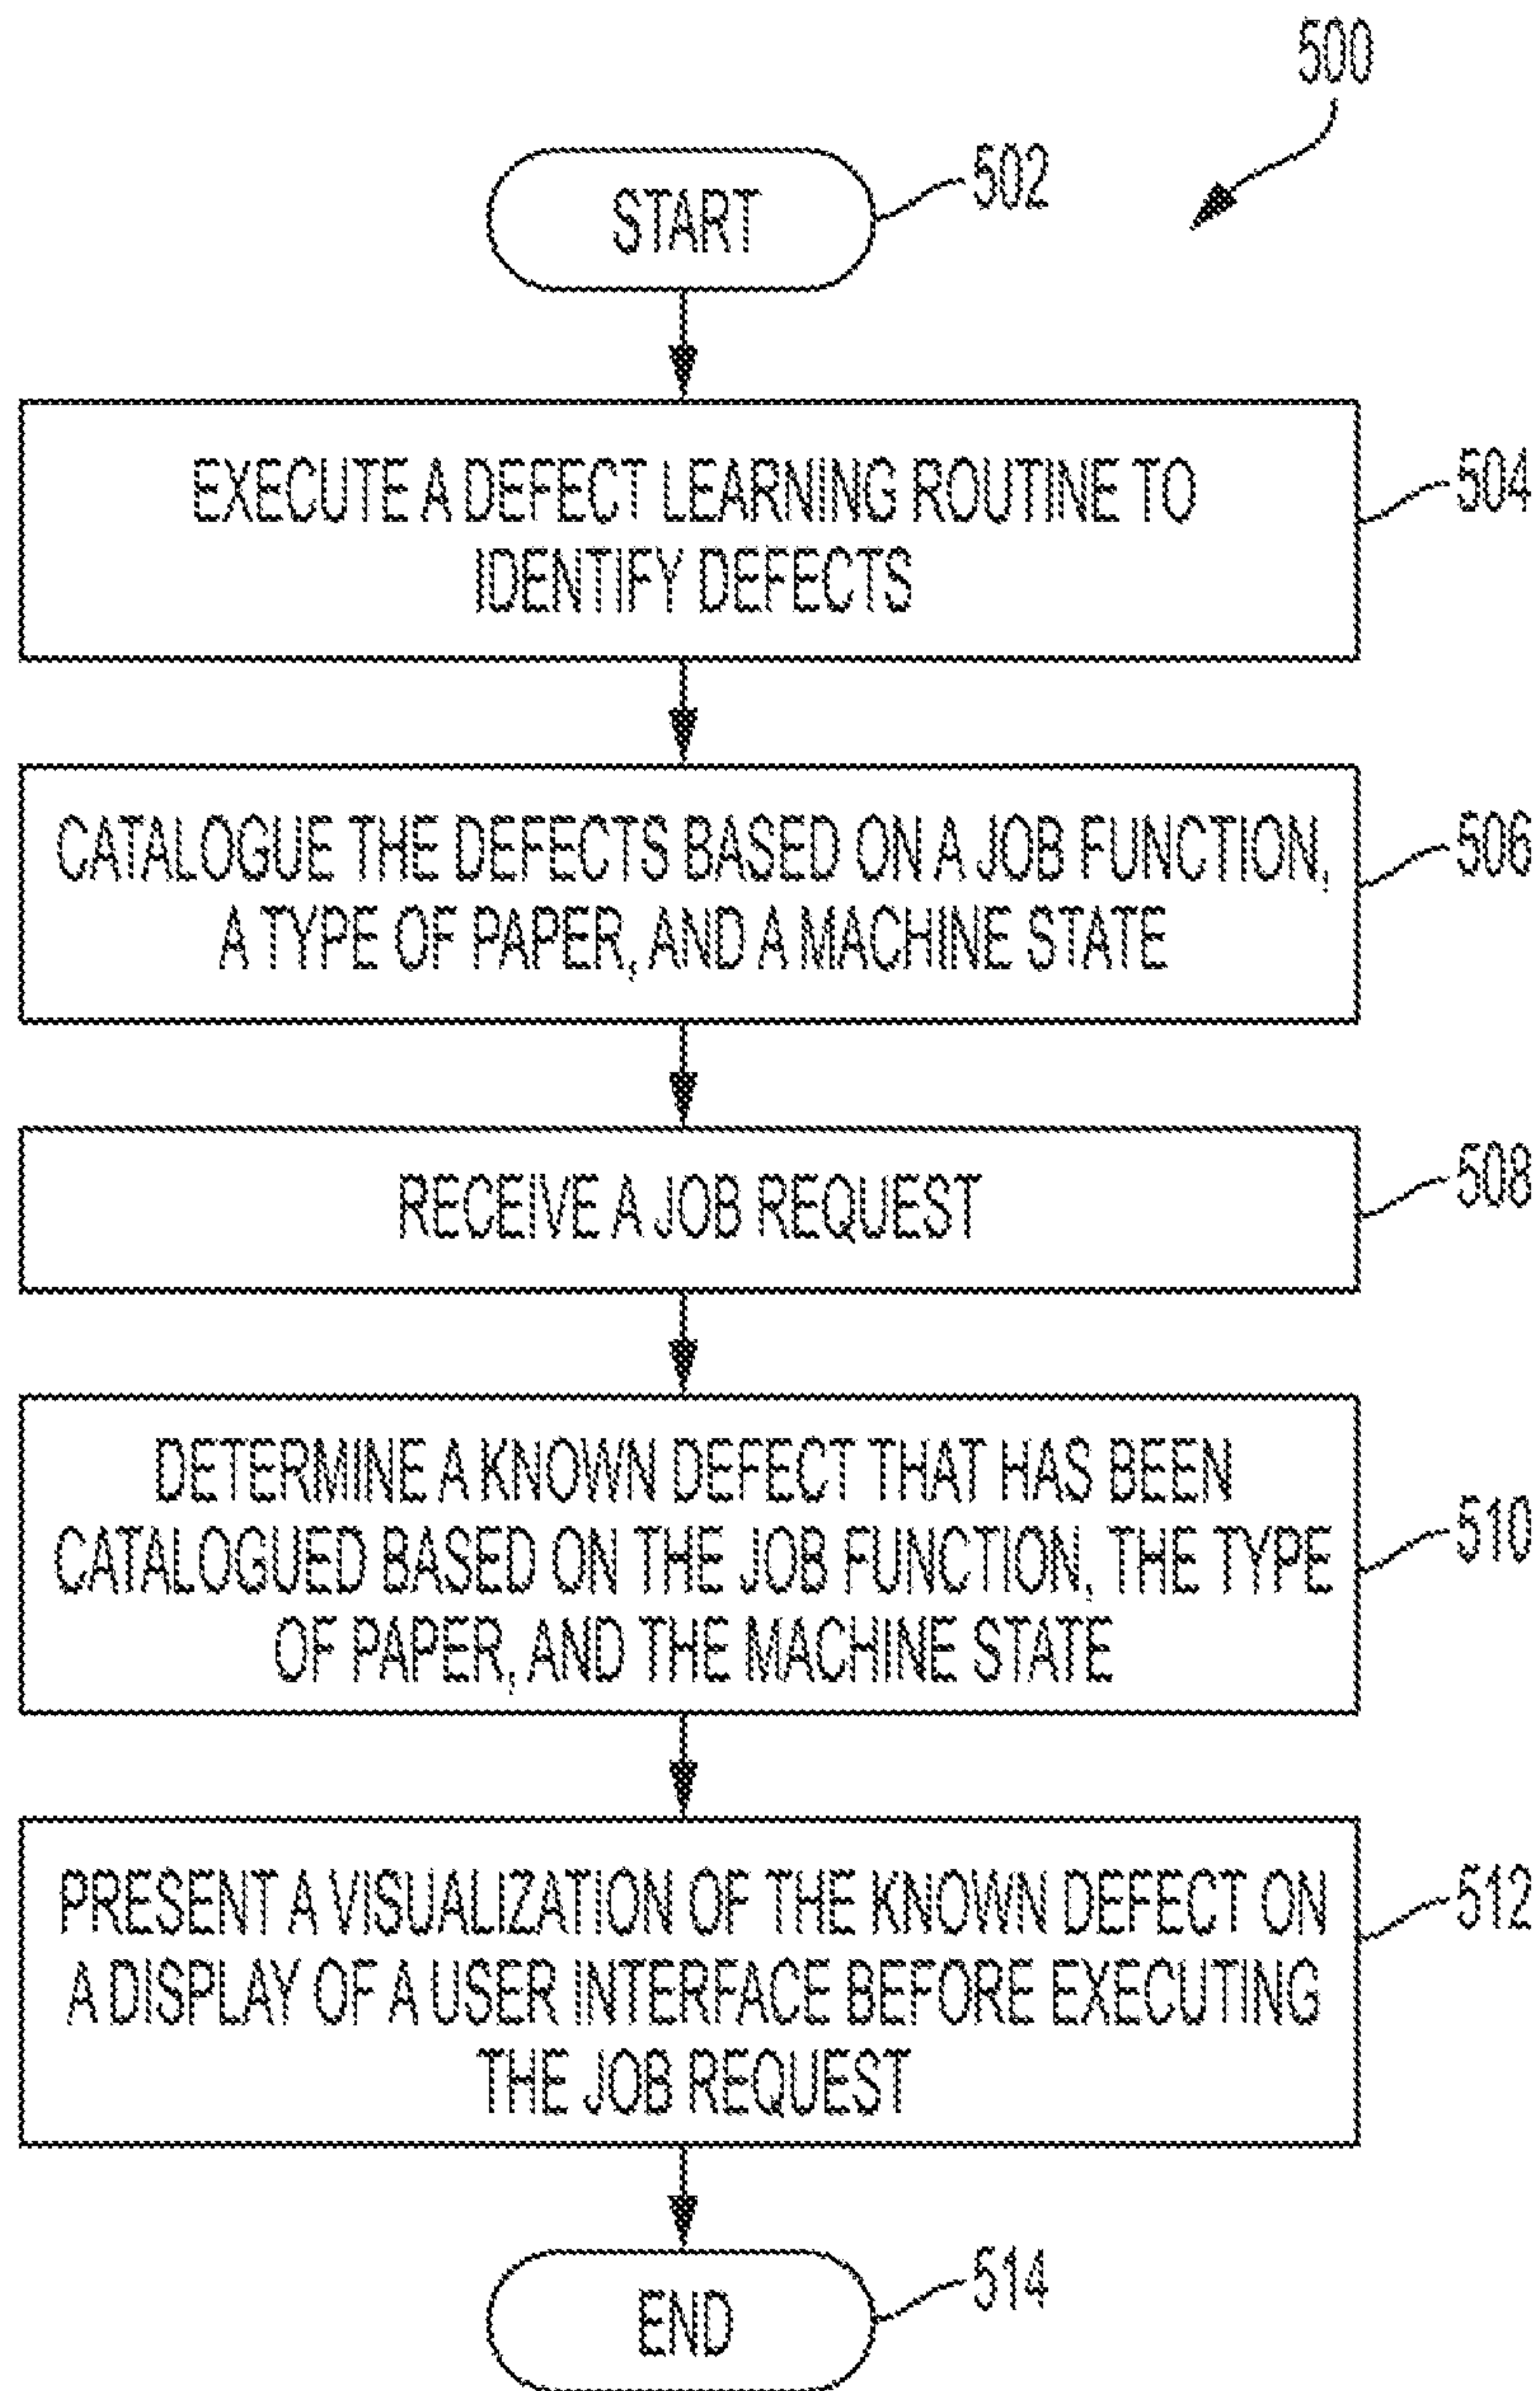 500
START
502
EXECUTE A DEFECT LEARNING ROUTINE TO
IDENTIFY DEFECTS
504
CATALOGUE THE DEFECTS BASED ON A JOB FUNCTION,
A TYPE OF PAPER, AND A MACHINE STATE
506
RECEIVE A JOB REQUEST
508
DETERMINE A KNOWN DEFECT THAT HAS BEEN
CATALOGUED BASED ON THE JOB FUNCTION, THE TYPE
OF PAPER, AND THE MACHINE STATE
510
PRESENT A VISUALIZATION OF THE KNOWN DEFECT ON
A DISPLAY OF A USER INTERFACE BEFORE EXECUTING
THE JOB REQUEST
512
END
514